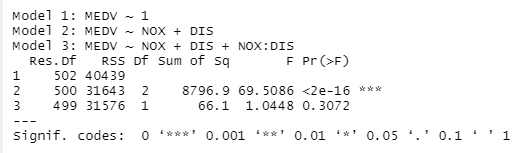 Model 1: MEDV ~ 1
Model 2: MEDV ~ NOX + DIS
Model 3: MEDV ~ NOX + DIS + NOX:DIS
  Res.Df   RSS Df Sum of Sq       F Pr(>F)
1    502 40439
2    500 31643  2    8796.9 69.5086 <2e-16 ***
3    499 31576  1      66.1  1.0448 0.3072
---
Signif. codes:  0 ‘***’ 0.001 ‘**’ 0.01 ‘*’ 0.05 ‘.’ 0.1 ‘ ’ 1